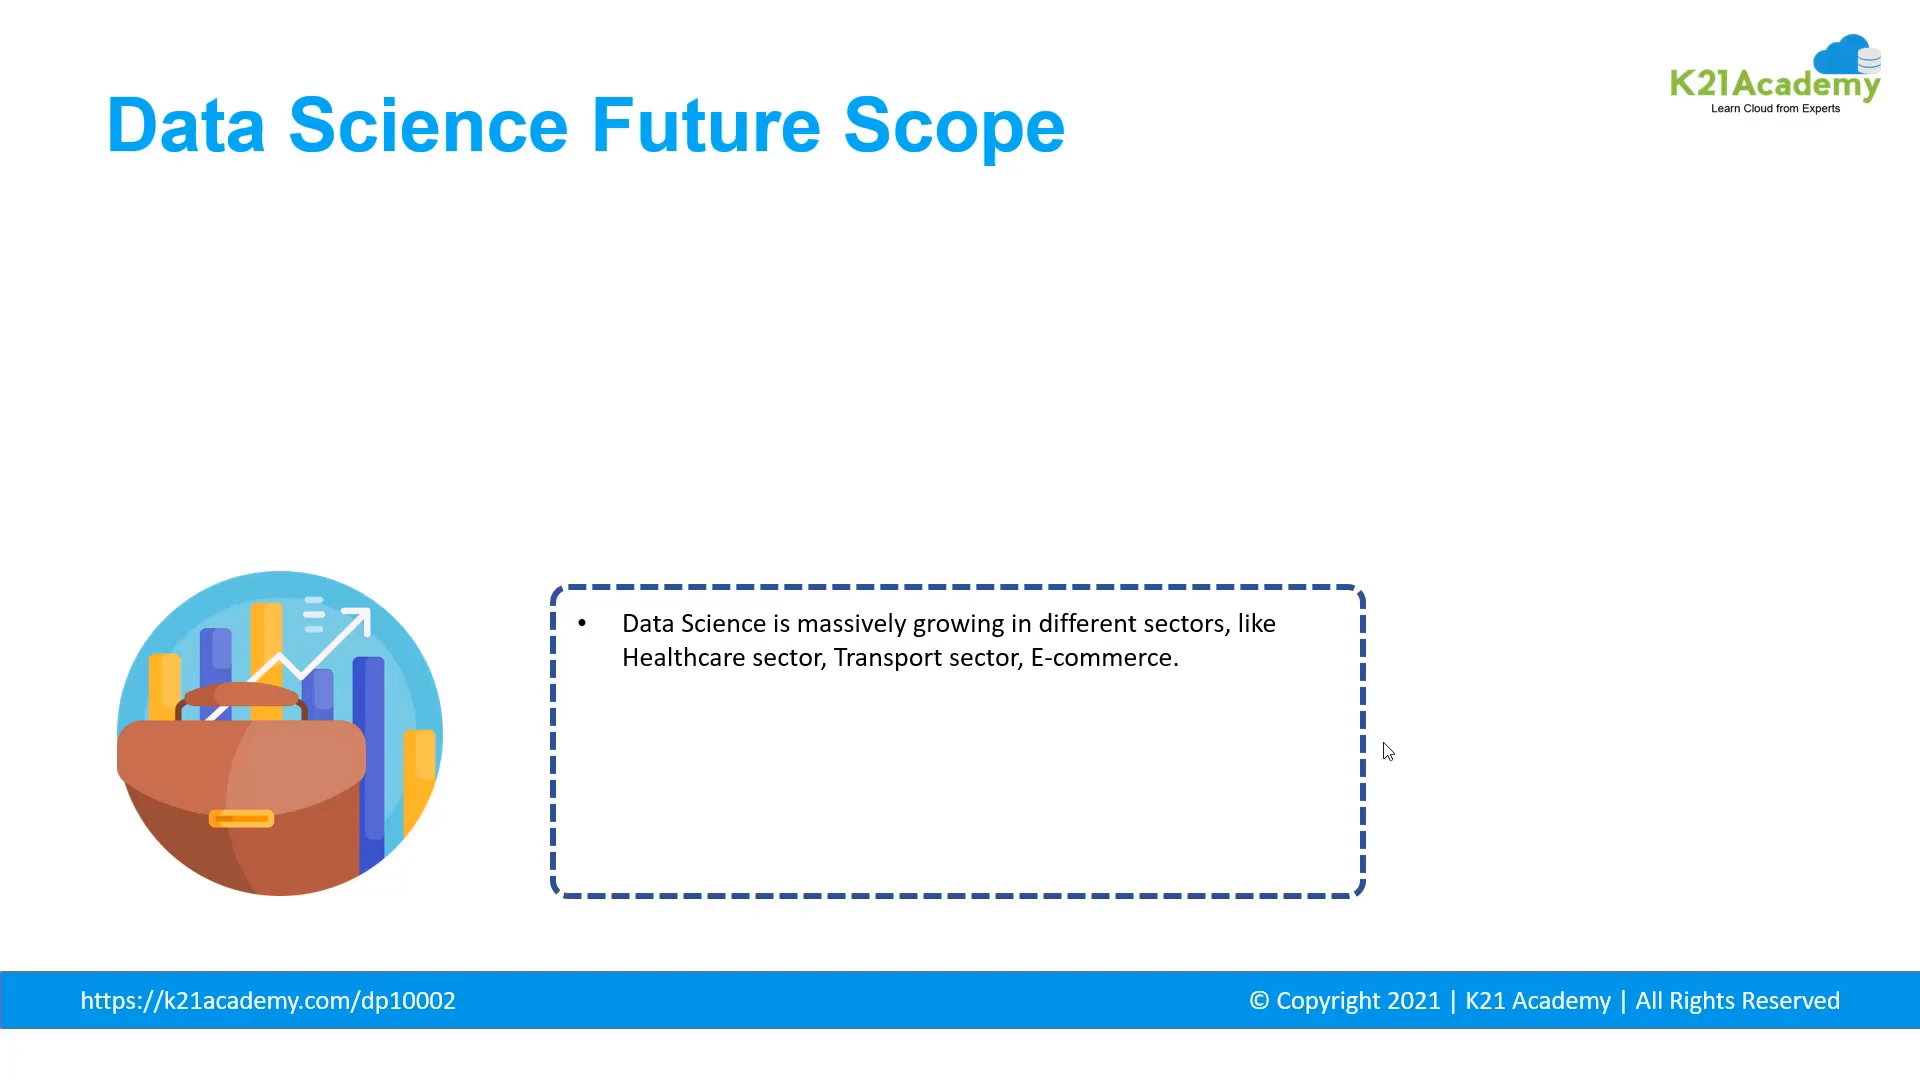 K21Academy
Learn Cloud from Experts
Data Science Future Scope
• Data Science is massively growing in different sectors, like
Healthcare sector, Transport sector, E-commerce.
https://k21academy.com/dp10002
© Copyright 2021 | K21 Academy | All Rights Reserved